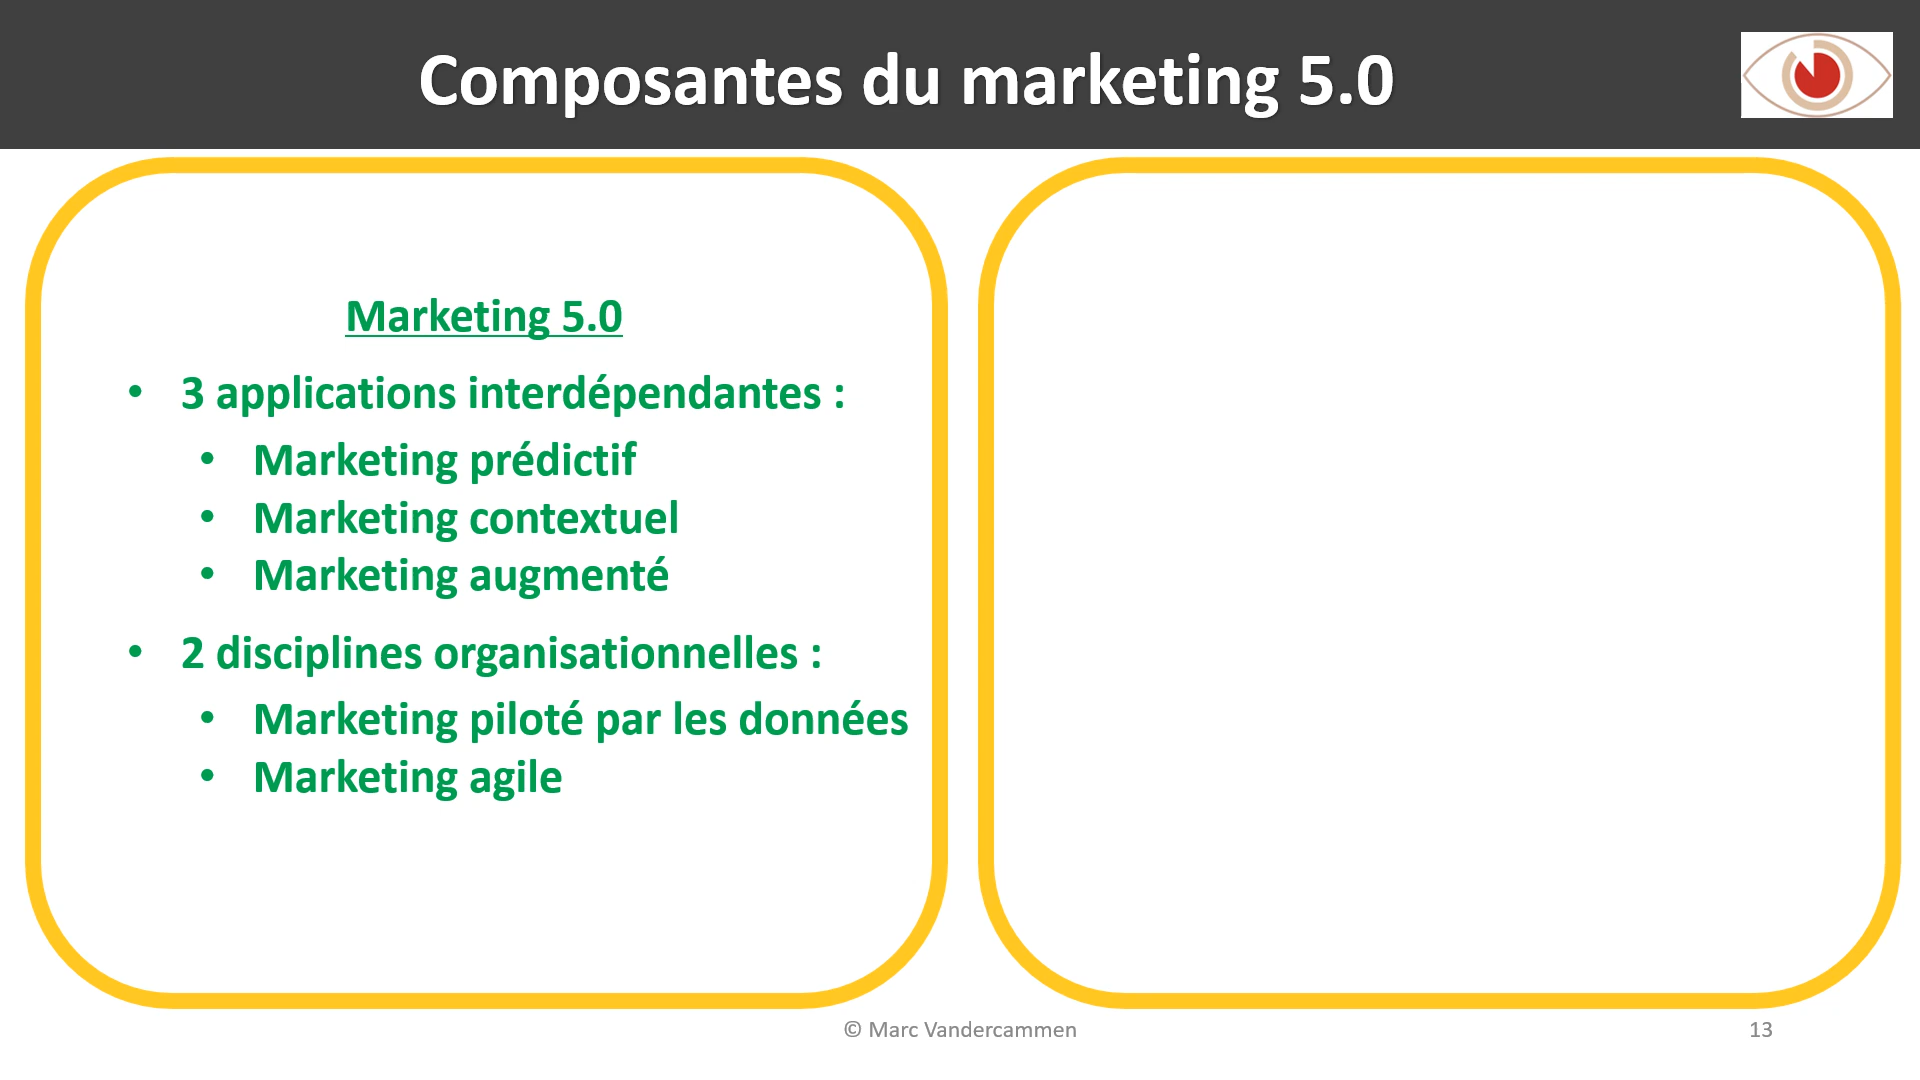 Composantes du marketing 5.0
Marketing 5.0
• 3 applications interdépendantes :
• Marketing prédictif
• Marketing contextuel
• Marketing augmenté
• 2 disciplines organisationnelles :
• Marketing piloté par les données
• Marketing agile
© Marc Vandercammen
13